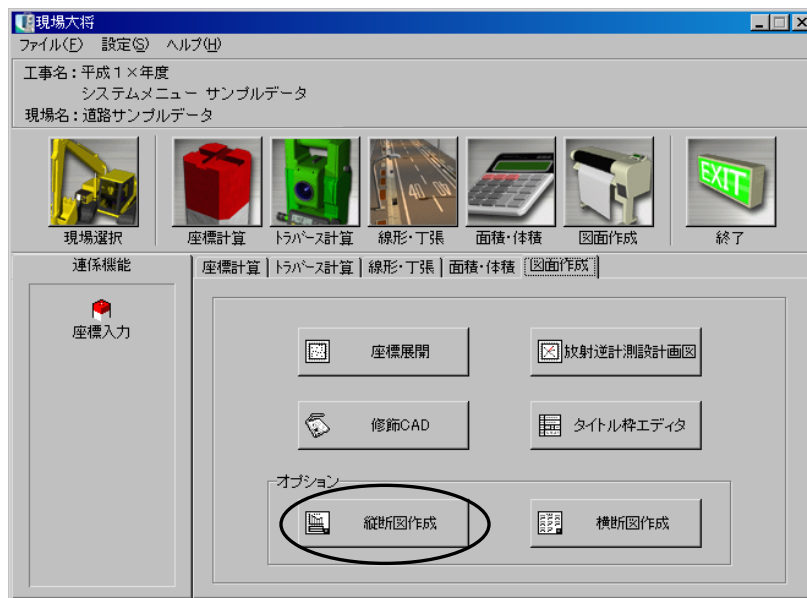 現場大将
ファイル(F) 設定(S) ヘルプ(H)
工事名：平成１×年度
システムメニュー サンプルデータ
現場名：道路サンプルデータ
EXIT
現場選択 座標計算 トラバース計算 線形・丁張 面積・体積 図面作成 終了
連係機能 座標計算 トラバース計算 線形・丁張 面積・体積 図面作成
座標入力
座標展開 放射逆計測設計画図
修飾CAD タイトル枠エディタ
オプション
縦断図作成 横断図作成